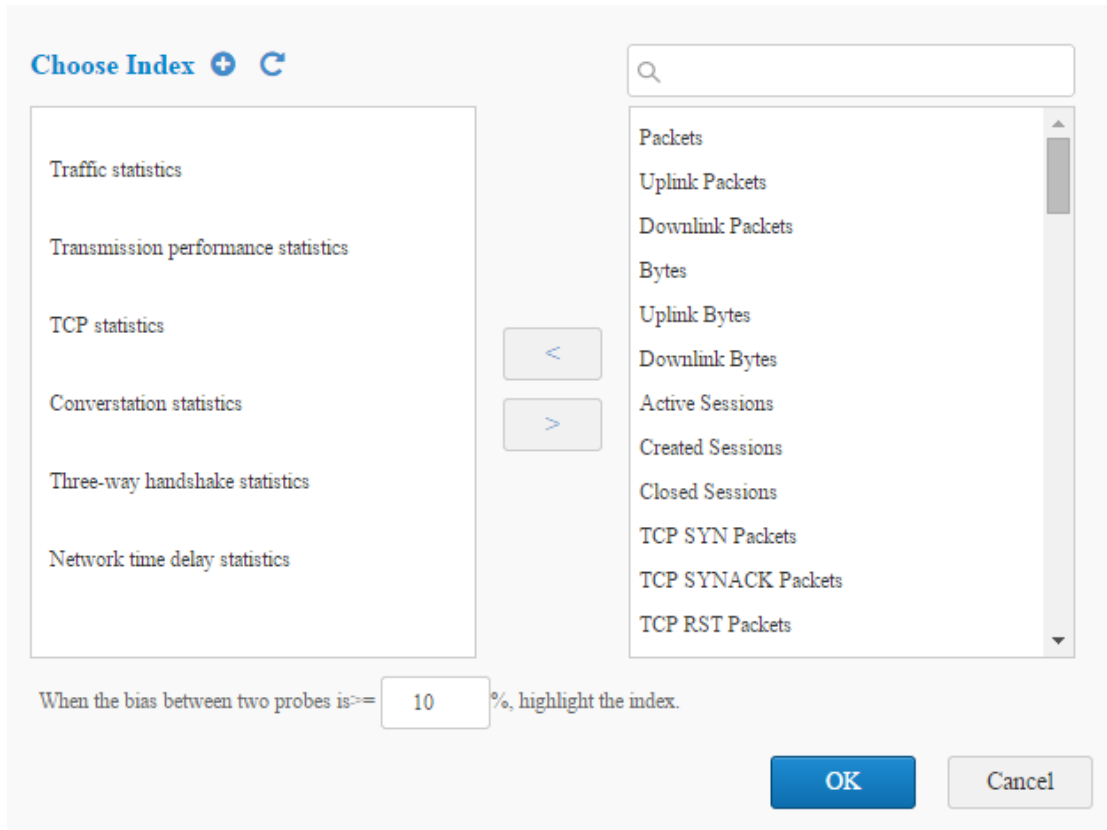 Choose Index
Traffic statistics
Transmission performance statistics
TCP statistics
Converstation statistics
Three-way handshake statistics
Network time delay statistics
<
>
Packets
Uplink Packets
Downlink Packets
Bytes
Uplink Bytes
Downlink Bytes
Active Sessions
Created Sessions
Closed Sessions
TCP SYN Packets
TCP SYNACK Packets
TCP RST Packets
When the bias between two probes is>= 10 %, highlight the index.
OK Cancel